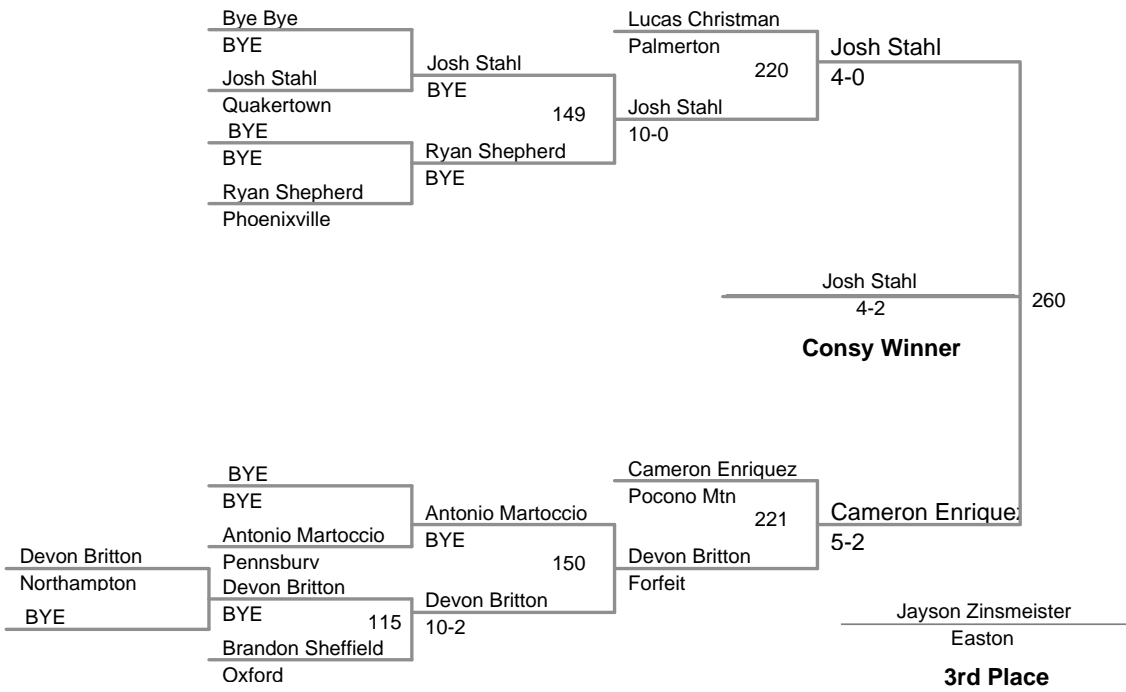 Bye Bye
BYE
Josh Stahl
Quakertown
BYE
BYE
Ryan Shepherd
Phoenixville
Josh Stahl
BYE
149
Ryan Shepherd
BYE
Lucas Christman
Palmerton
220
Josh Stahl
10-0
Josh Stahl
4-0
Josh Stahl
4-2
260
Consy Winner
BYE
BYE
Antonio Martoccio
Pennsbury
Devon Britton
Northampton
BYE
Devon Britton
BYE
115
Brandon Sheffield
Oxford
Antonio Martoccio
BYE
150
Devon Britton
10-2
Cameron Enriquez
Pocono Mtn
221
Devon Britton
Forfeit
Cameron Enriquez
5-2
Jayson Zinsmeister
Easton
3rd Place